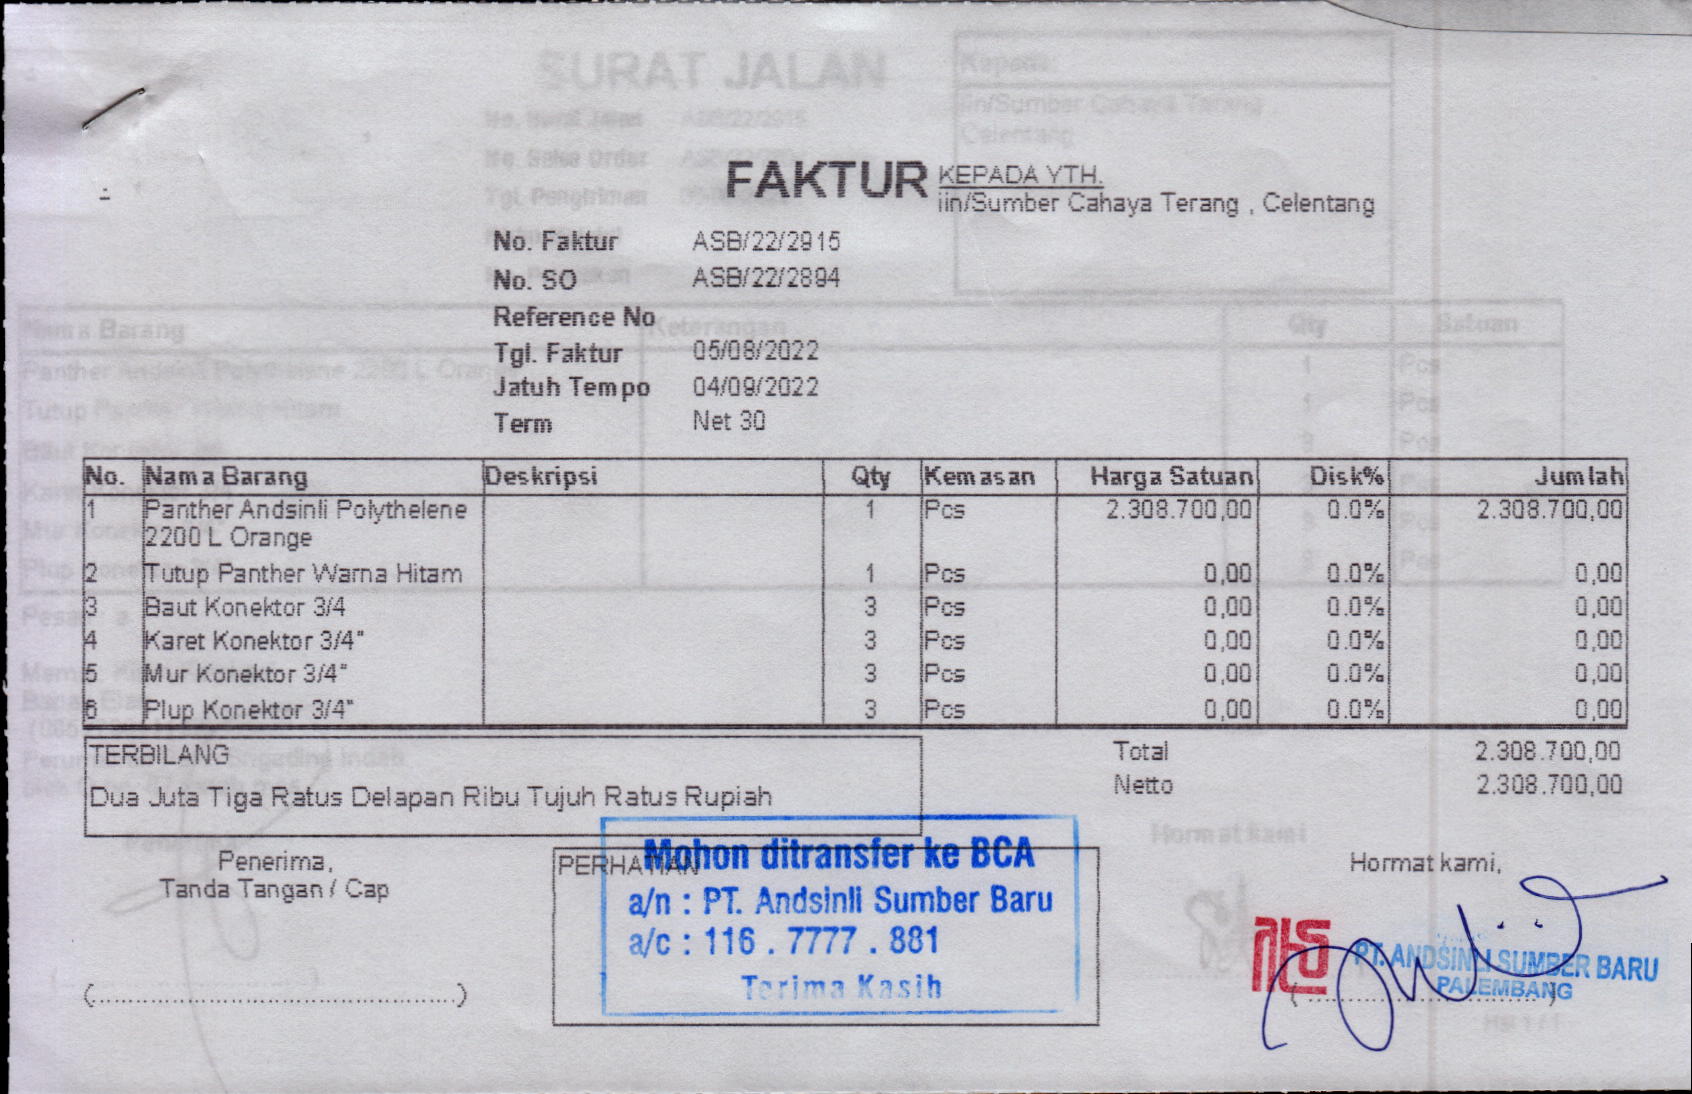 SURAT JALAN
Kepada:
iin/Sumber Cahaya Terang
Celentang
FAKTUR
KEPADA YTH.
iin/Sumber Cahaya Terang , Celentang
No. Faktur ASB/22/2915
No. SO ASB/22/2894
Reference No
Tgl. Faktur 05/08/2022
Jatuh Tempo 04/09/2022
Term Net 30
No. Nama Barang Deskripsi Qty Kemasan Harga Satuan Disk% Jumlah
1 Panther Andsinli Polythelene 1 Pcs 2.308.700,00 0.0% 2.308.700,00
2200 L Orange
2 Tutup Panther Warna Hitam 1 Pcs 0,00 0.0% 0,00
3 Baut Konektor 3/4 3 Pcs 0,00 0.0% 0,00
4 Karet Konektor 3/4" 3 Pcs 0,00 0.0% 0,00
5 Mur Konektor 3/4" 3 Pcs 0,00 0.0% 0,00
6 Plup Konektor 3/4" 3 Pcs 0,00 0.0% 0,00
TERBILANG
Dua Juta Tiga Ratus Delapan Ribu Tujuh Ratus Rupiah
Total 2.308.700,00
Netto 2.308.700,00
Penerima,
Tanda Tangan / Cap
(............................................)
PERHATIAN
Mohon ditransfer ke BCA
a/n : PT. Andsinli Sumber Baru
a/c : 116 . 7777 . 881
Terima Kasih
Hormat kami,
PT. ANDSINLI SUMBER BARU
PALEMBANG